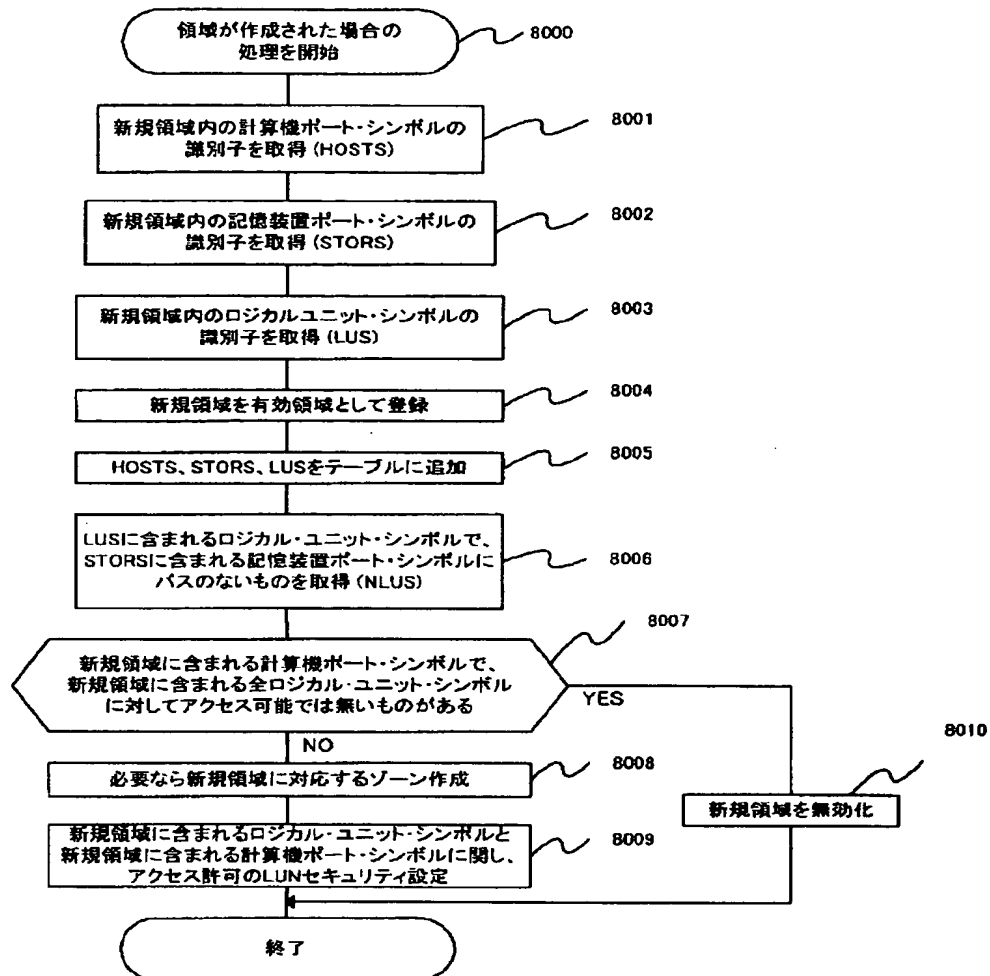 領域が作成された場合の
処理を開始
8000
新規領域内の計算機ポート・シンボルの
識別子を取得(HOSTS)
8001
新規領域内の記憶装置ポート・シンボルの
識別子を取得(STORS)
8002
新規領域内のロジカルユニット・シンボルの
識別子を取得(LUS)
8003
新規領域を有効領域として登録
8004
HOSTS、STORS、LUSをテーブルに追加
8005
LUSに含まれるロジカル・ユニット・シンボルで、
STORSに含まれる記憶装置ポート・シンボルに
パスのないものを取得(NLUS)
8006
新規領域に含まれる計算機ポート・シンボルで、
新規領域に含まれる全ロジカル・ユニット・シンボル
に対してアクセス可能では無いものがある
8007
YES
NO
必要なら新規領域に対応するゾーン作成
8008
新規領域を無効化
8010
新規領域に含まれるロジカル・ユニット・シンボルと
新規領域に含まれる計算機ポート・シンボルに関し、
アクセス許可のLUNセキュリティ設定
8009
終了